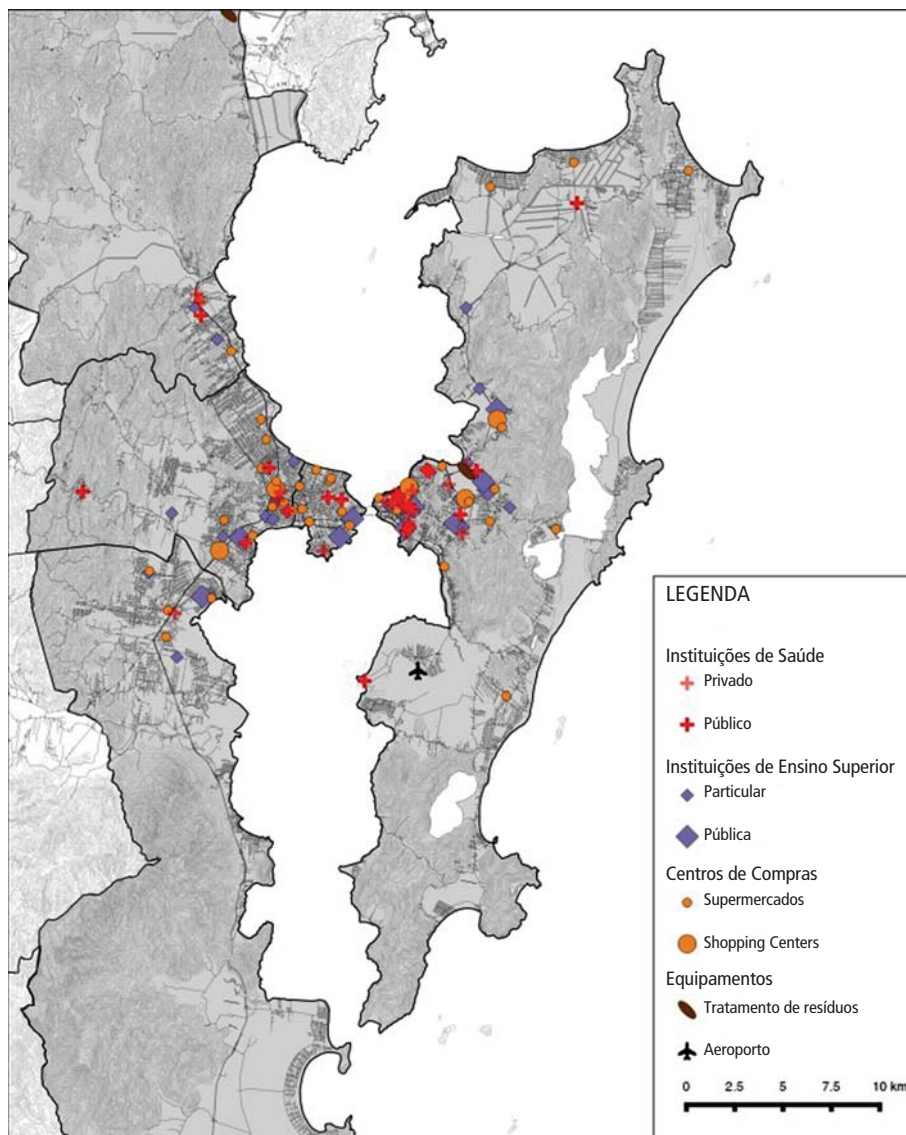 LEGENDA
Instituições de Saúde
Privado
Público
Instituições de Ensino Superior
Particular
Pública
Centros de Compras
Supermercados
Shopping Centers
Equipamentos
Tratamento de resíduos
Aeroporto
0 2.5 5 7.5 10 km